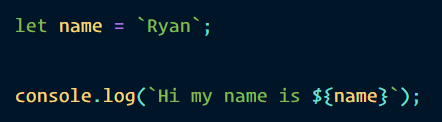 let name = `Ryan`;
console.log(`Hi my name is ${name}`);